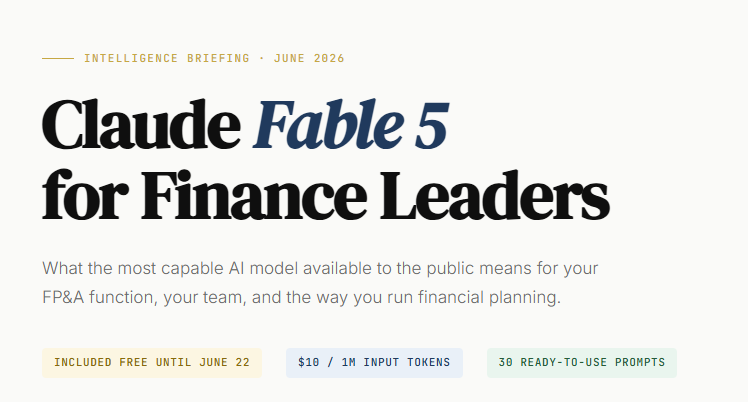 INTELLIGENCE BRIEFING · JUNE 2026
Claude Fable 5
for Finance Leaders
What the most capable AI model available to the public means for your
FP&A function, your team, and the way you run financial planning.
INCLUDED FREE UNTIL JUNE 22
$10 / 1M INPUT TOKENS
30 READY-TO-USE PROMPTS